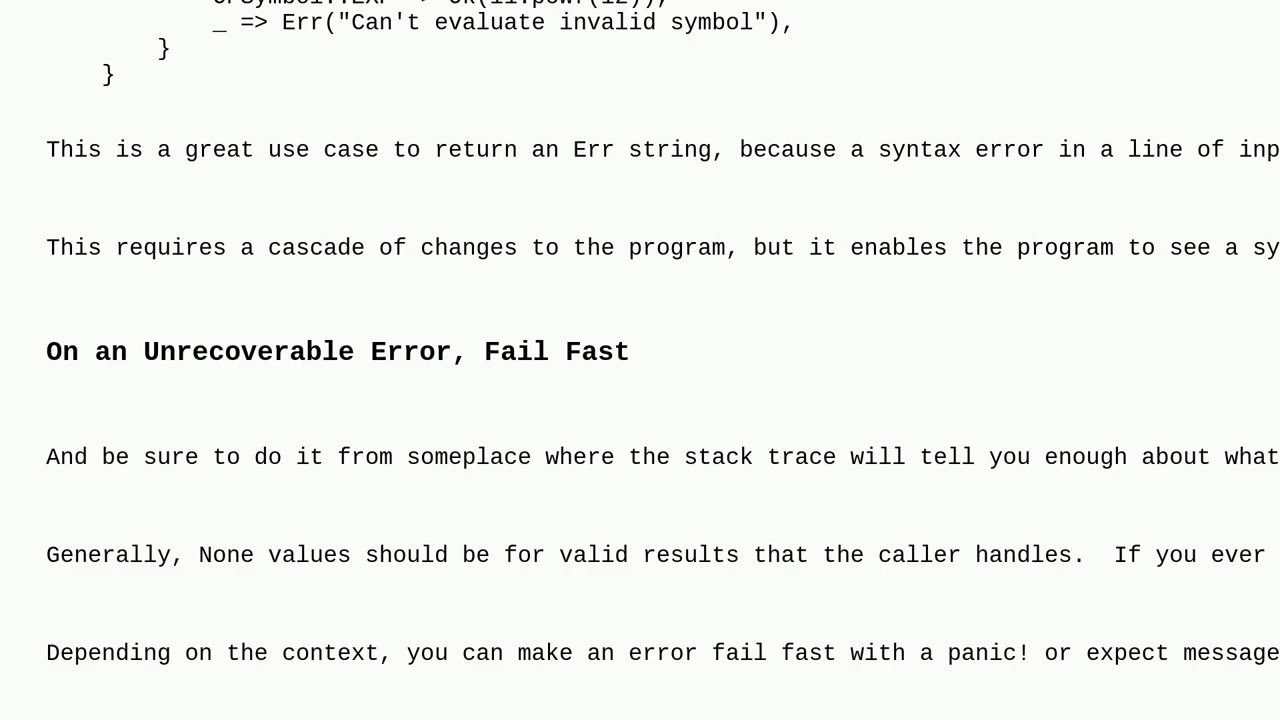 _ => Err("Can't evaluate invalid symbol"),
}
}
This is a great use case to return an Err string, because a syntax error in a line of inp
This requires a cascade of changes to the program, but it enables the program to see a sy
On an Unrecoverable Error, Fail Fast
And be sure to do it from someplace where the stack trace will tell you enough about what
Generally, None values should be for valid results that the caller handles.  If you ever
Depending on the context, you can make an error fail fast with a panic! or expect message